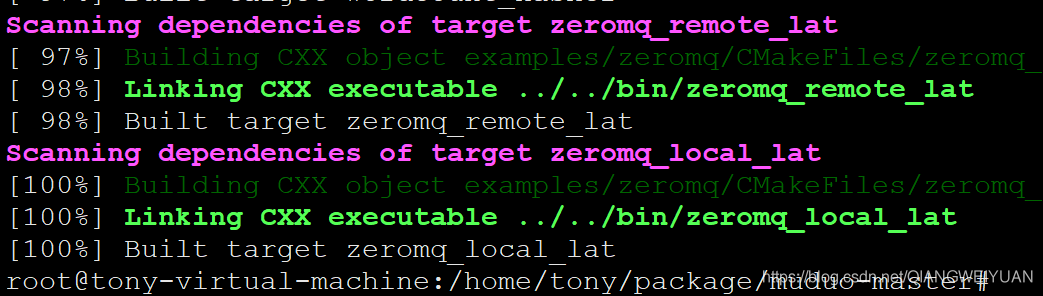 Scanning dependencies of target zeromq_remote_lat
[ 97%] Building CXX object examples/zeromq/CMakeFiles/zeromq_
[ 98%] Linking CXX executable ../../bin/zeromq_remote_lat
[ 98%] Built target zeromq_remote_lat
Scanning dependencies of target zeromq_local_lat
[100%] Building CXX object examples/zeromq/CMakeFiles/zeromq_
[100%] Linking CXX executable ../../bin/zeromq_local_lat
[100%] Built target zeromq_local_lat
root@tony-virtual-machine:/home/tony/package/muduo-master#
https://blog.csdn.net/QIANGWEIYUAN